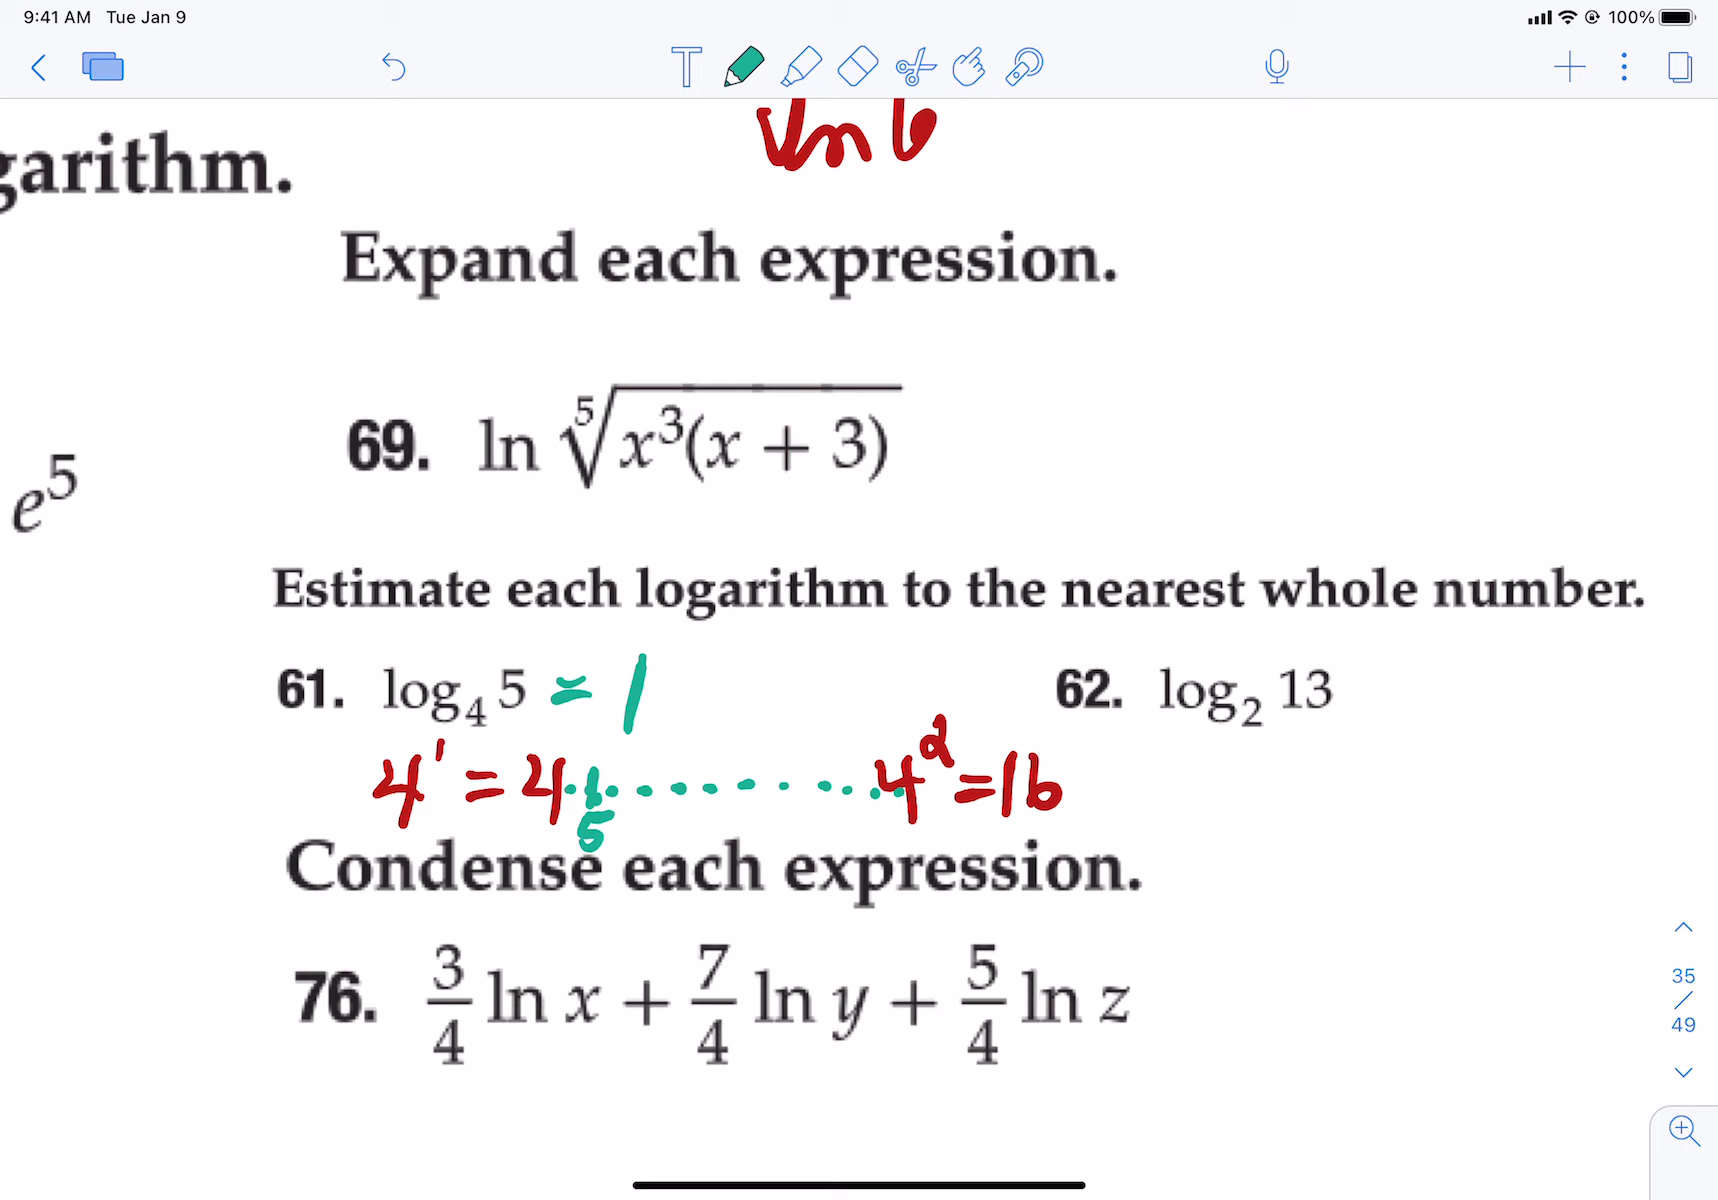 9:41 AM Tue Jan 9 100%
T
ln 6
garithm.
Expand each expression.
69. ln ⁵√x³(x + 3)
e⁵
Estimate each logarithm to the nearest whole number.
61. log₄ 5 = 1
62. log₂ 13
4¹ = 4 5 4² = 16
Condense each expression.
76. 3/4 ln x + 7/4 ln y + 5/4 ln z
35
/
49